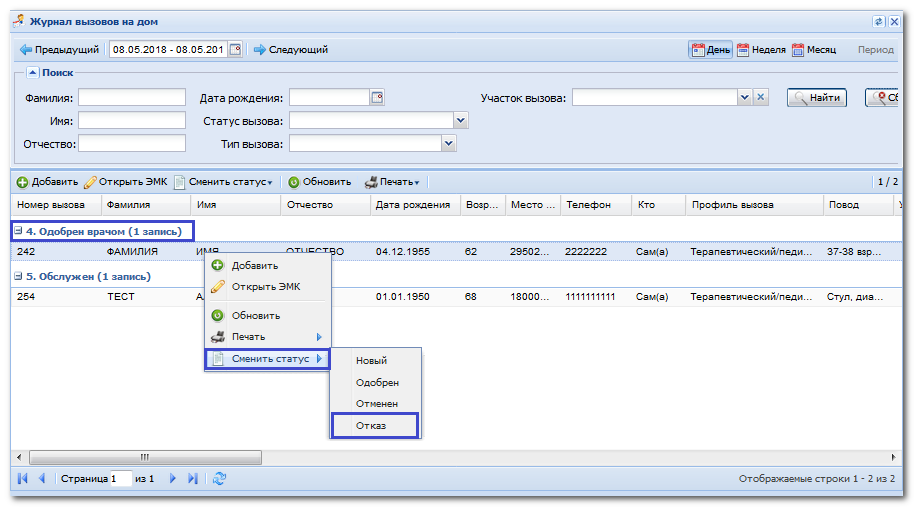 Журнал вызовов на дом
Предыдущий 08.05.2018 - 08.05.201 Следующий День Неделя Месяц Период
Поиск
Фамилия: Дата рождения: Участок вызова: Найти Сб
Имя: Статус вызова:
Отчество: Тип вызова:
Добавить Открыть ЭМК Сменить статус Обновить Печать 1 / 2
Номер вызова Фамилия Имя Отчество Дата рождения Возр... Место ... Телефон Кто Профиль вызова Повод
4. Одобрен врачом (1 запись)
242 ФАМИЛИЯ ИМЯ ОТЧЕСТВО 04.12.1955 62 29502... 2222222 Сам(а) Терапевтический/педи... 37-38 взр...
5. Обслужен (1 запись)
254 ТЕСТ 01.01.1950 68 18000... 1111111111 Сам(а) Терапевтический/педи... Стул, диа...
Добавить
Открыть ЭМК
Обновить
Печать
Сменить статус
Новый
Одобрен
Отменен
Отказ
Страница 1 из 1 Отображаемые строки 1 - 2 из 2